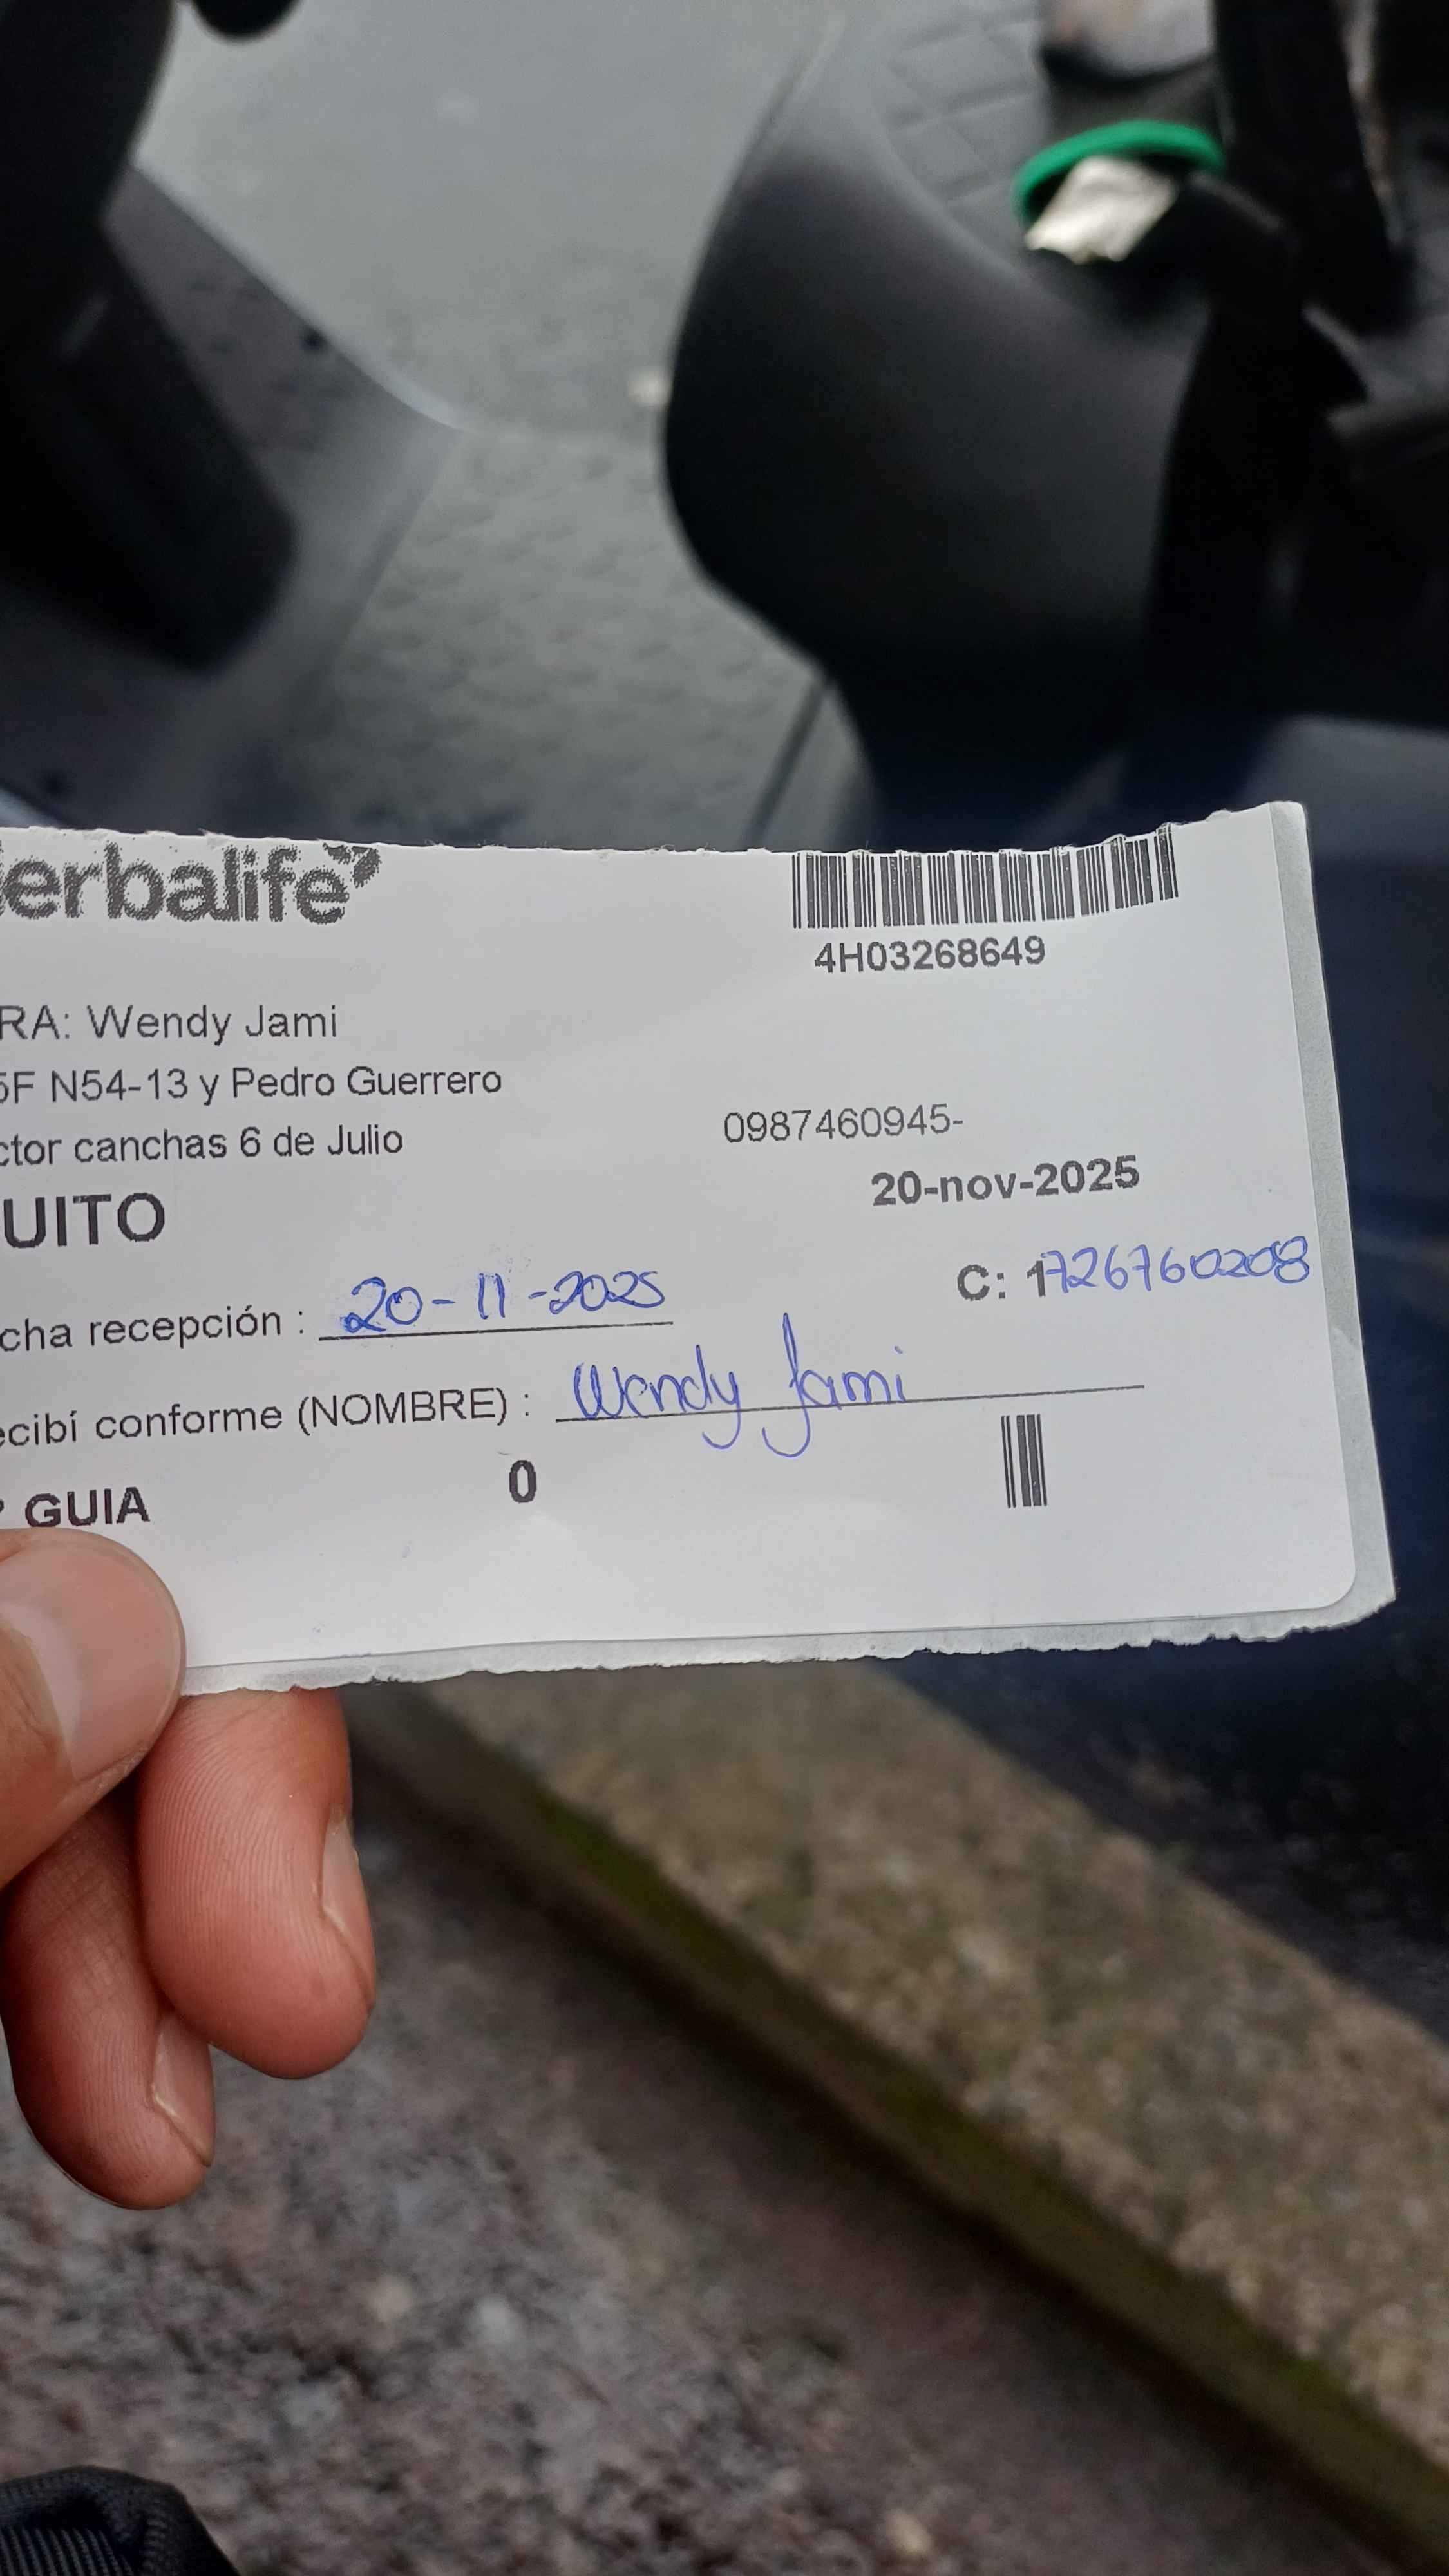 erbalife
4H03268649
RA: Wendy Jami
5F N54-13 y Pedro Guerrero
0987460945-
ctor canchas 6 de Julio
20-nov-2025
UITO
C: 1726760208
cha recepción : 20-11-2025
ecibí conforme (NOMBRE) : Wendy Jami
GUIA 0